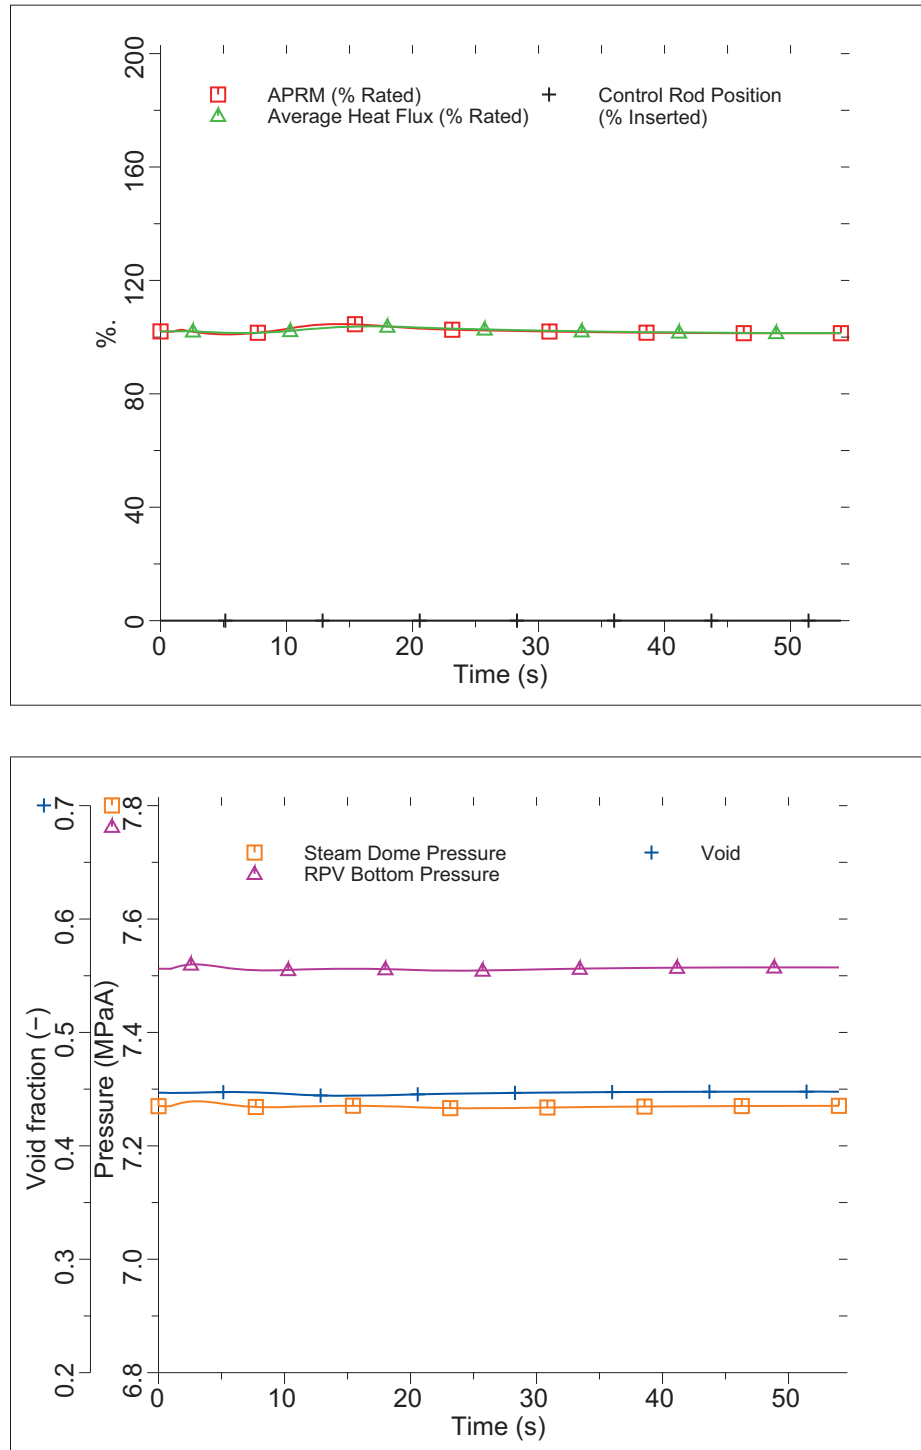 200
160
120
80
40
0
%.
APRM (% Rated)
Average Heat Flux (% Rated)
Control Rod Position
(% Inserted)
0 10 20 30 40 50
Time (s)
0.7
0.6
0.5
0.4
0.3
0.2
Void fraction (−)
7.8
7.6
7.4
7.2
7.0
6.8
Pressure (MPaA)
Steam Dome Pressure
RPV Bottom Pressure
Void
0 10 20 30 40 50
Time (s)